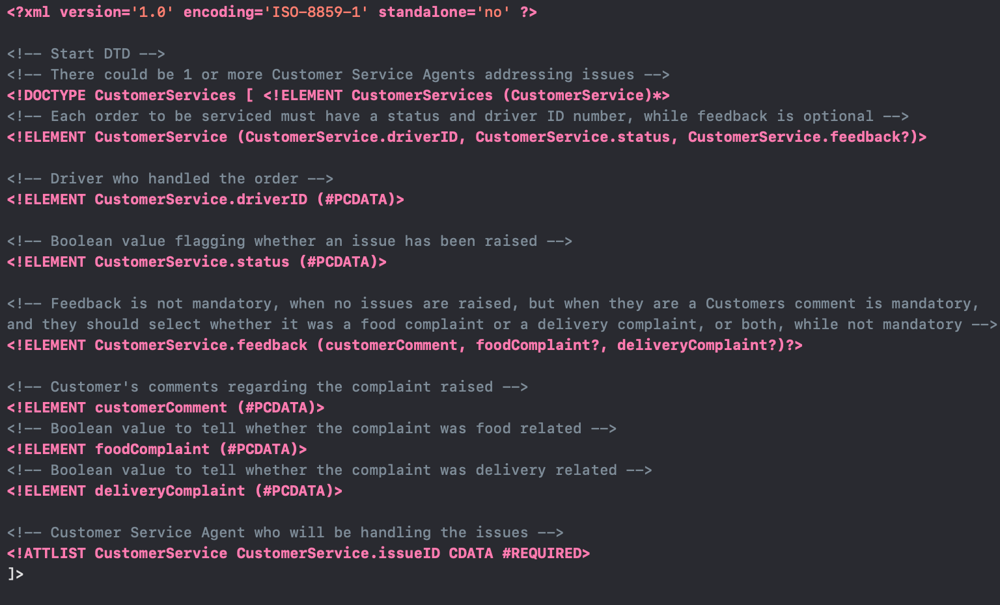 <?xml version='1.0' encoding='ISO-8859-1' standalone='no' ?>
<!-- Start DTD -->
<!-- There could be 1 or more Customer Service Agents addressing issues -->
<!DOCTYPE CustomerServices [ <!ELEMENT CustomerServices (CustomerService)*>
<!-- Each order to be serviced must have a status and driver ID number, while feedback is optional -->
<!ELEMENT CustomerService (CustomerService.driverID, CustomerService.status, CustomerService.feedback?)>
<!-- Driver who handled the order -->
<!ELEMENT CustomerService.driverID (#PCDATA)>
<!-- Boolean value flagging whether an issue has been raised -->
<!ELEMENT CustomerService.status (#PCDATA)>
<!-- Feedback is not mandatory, when no issues are raised, but when they are a Customers comment is mandatory,
and they should select whether it was a food complaint or a delivery complaint, or both, while not mandatory -->
<!ELEMENT CustomerService.feedback (customerComment, foodComplaint?, deliveryComplaint?)?>
<!-- Customer's comments regarding the complaint raised -->
<!ELEMENT customerComment (#PCDATA)>
<!-- Boolean value to tell whether the complaint was food related -->
<!ELEMENT foodComplaint (#PCDATA)>
<!-- Boolean value to tell whether the complaint was delivery related -->
<!ELEMENT deliveryComplaint (#PCDATA)>
<!-- Customer Service Agent who will be handling the issues -->
<!ATTLIST CustomerService CustomerService.issueID CDATA #REQUIRED>
]>